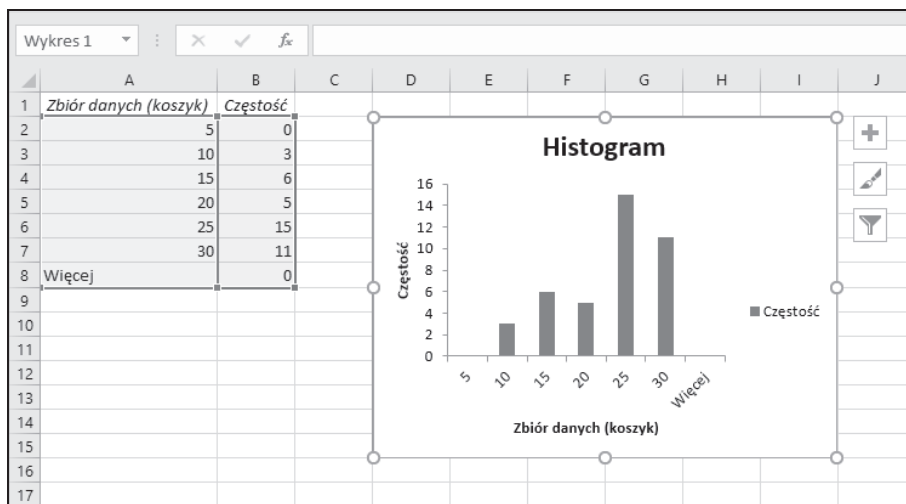 Wykres 1
fx
A B C D E F G H I J
1 Zbiór danych (koszyk) Częstość
2 5 0
3 10 3
4 15 6
5 20 5
6 25 15
7 30 11
8 Więcej 0
9
10
11
12
13
14
15
16
17
Histogram
Częstość
16
14
12
10
8
6
4
2
0
5 10 15 20 25 30 Więcej
Zbiór danych (koszyk)
Częstość